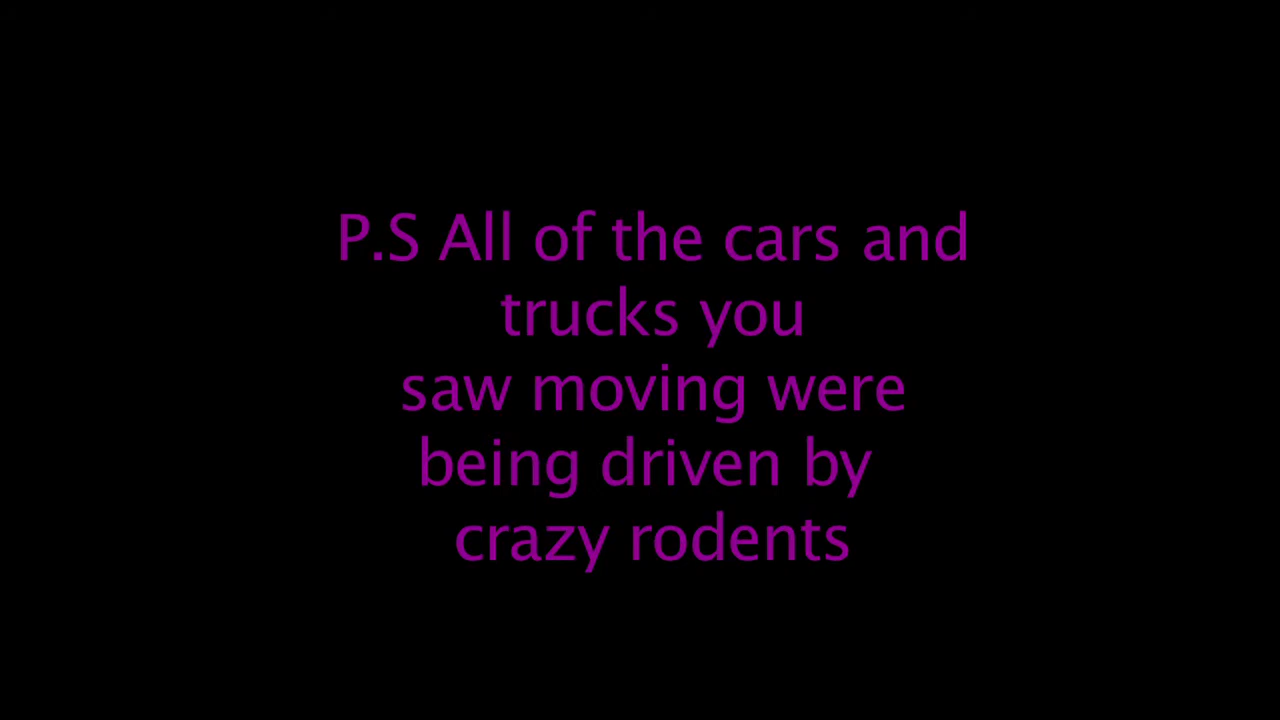 P.S All of the cars and
trucks you
saw moving were
being driven by
crazy rodents